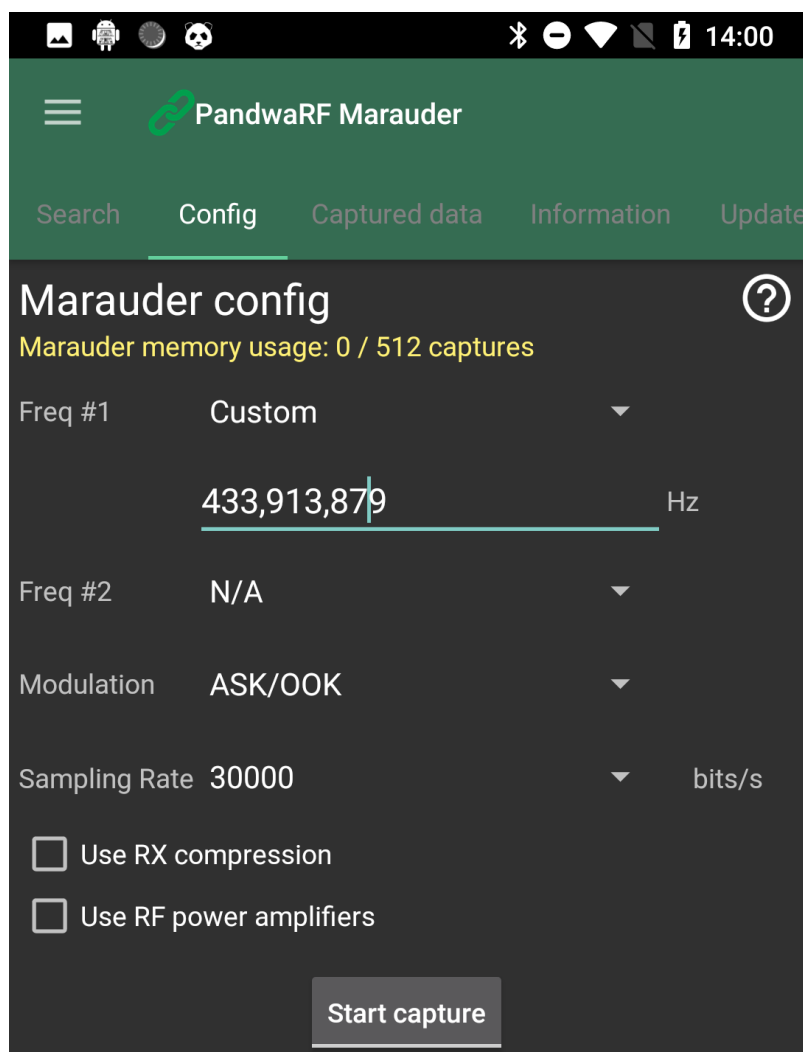 14:00
PandwaRF Marauder
Search Config Captured data Information Update
Marauder config
Marauder memory usage: 0 / 512 captures
Freq #1 Custom
433,913,879 Hz
Freq #2 N/A
Modulation ASK/OOK
Sampling Rate 30000 bits/s
Use RX compression
Use RF power amplifiers
Start capture